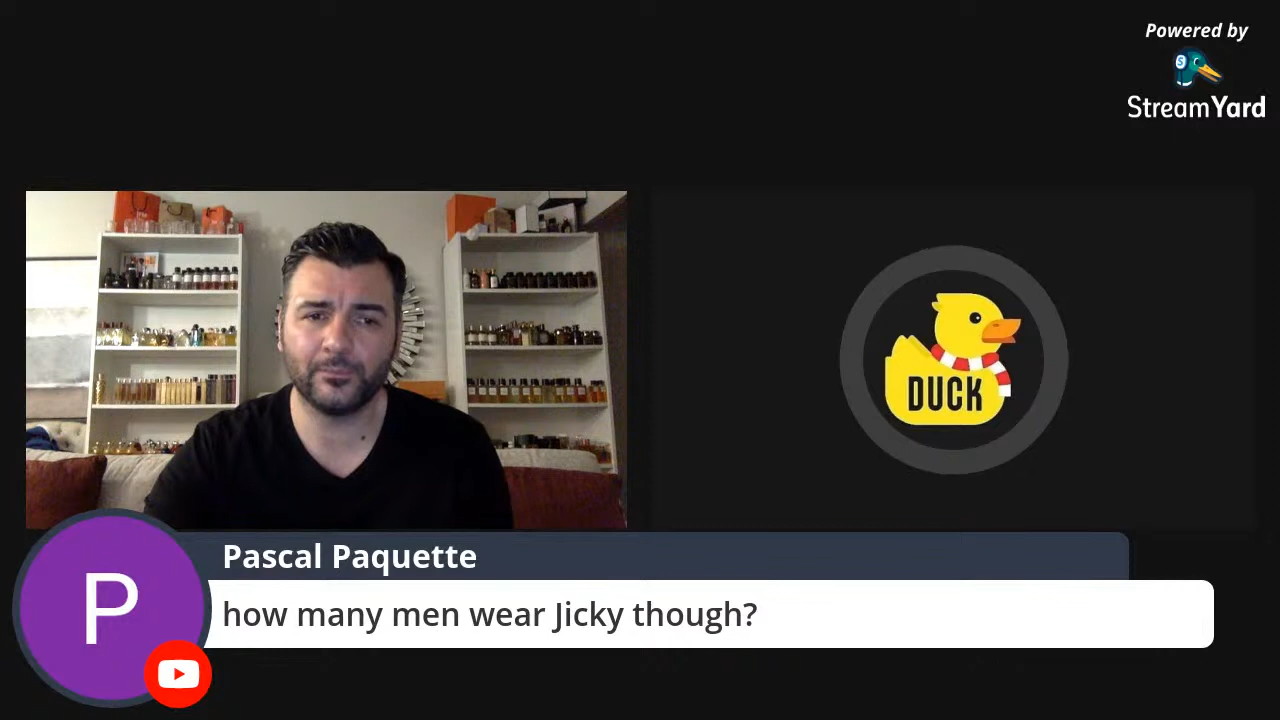 Powered by
StreamYard
DUCK
Pascal Paquette
P
how many men wear Jicky though?